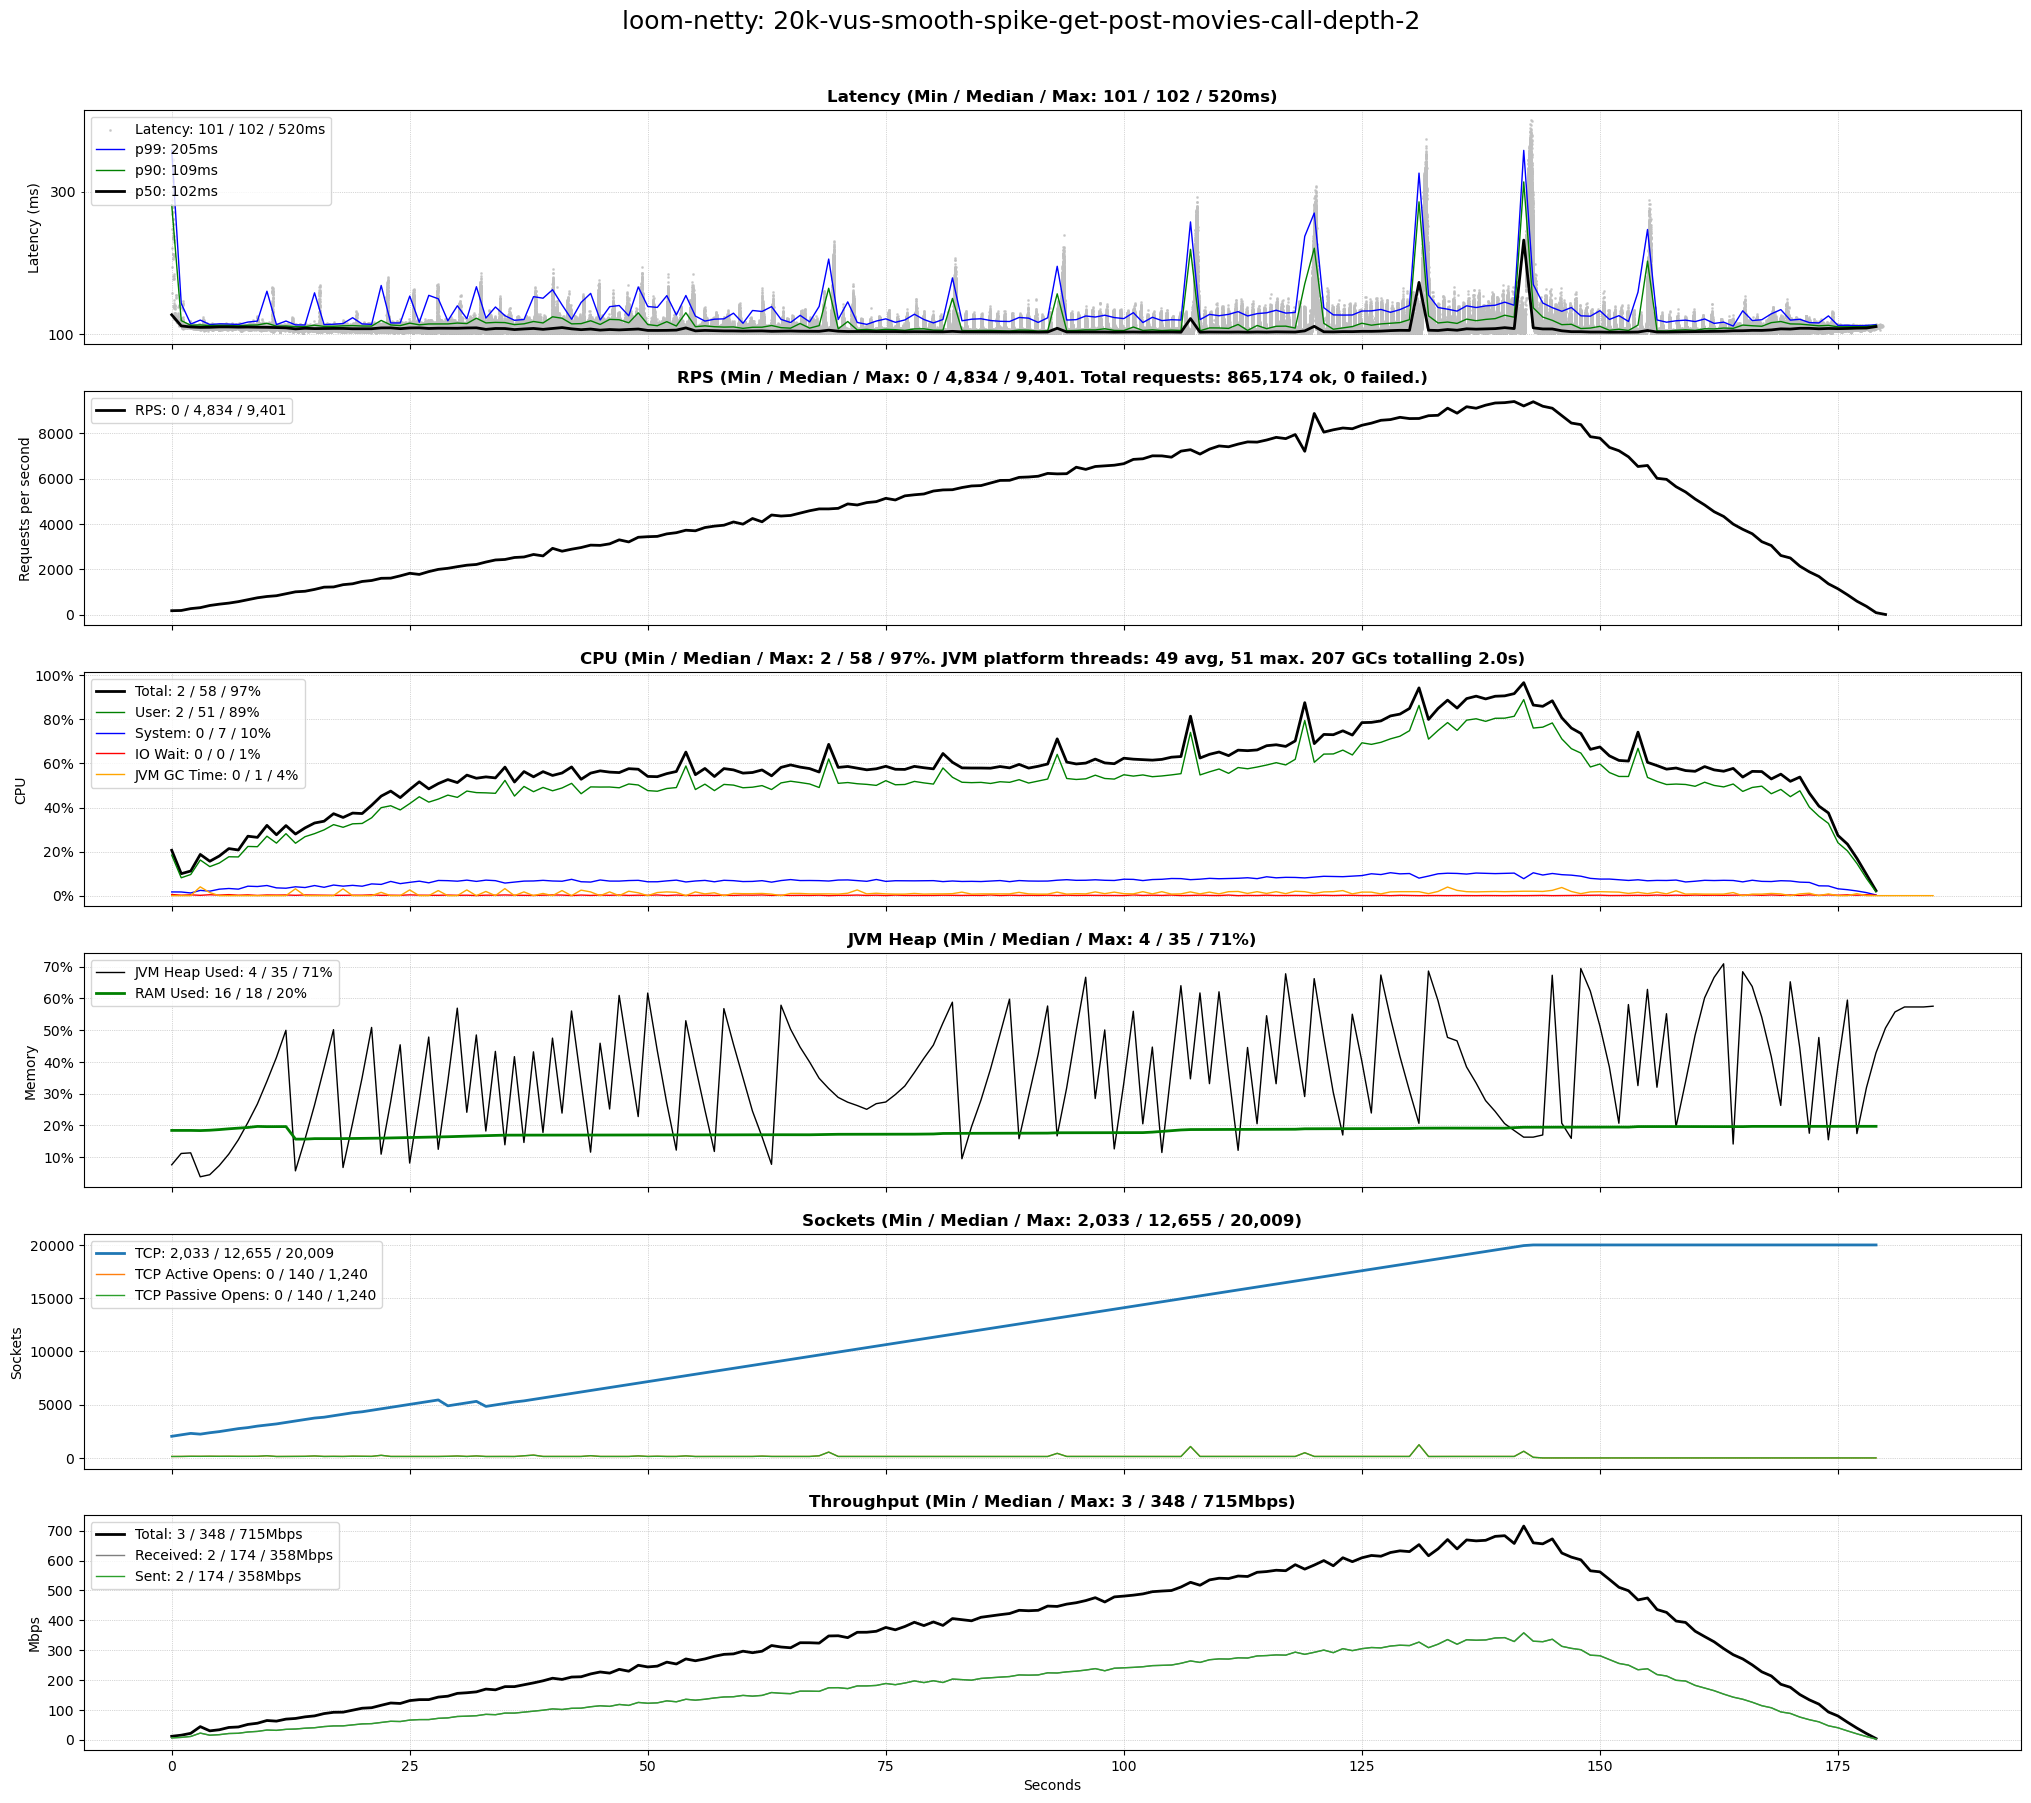 loom-netty: 20k-vus-smooth-spike-get-post-movies-call-depth-2
Latency (Min / Median / Max: 101 / 102 / 520ms)
Latency: 101 / 102 / 520ms
p99: 205ms
p90: 109ms
p50: 102ms
Latency (ms)
300
100
RPS (Min / Median / Max: 0 / 4,834 / 9,401. Total requests: 865,174 ok, 0 failed.)
RPS: 0 / 4,834 / 9,401
Requests per second
8000
6000
4000
2000
0
CPU (Min / Median / Max: 2 / 58 / 97%. JVM platform threads: 49 avg, 51 max. 207 GCs totalling 2.0s)
Total: 2 / 58 / 97%
User: 2 / 51 / 89%
System: 0 / 7 / 10%
IO Wait: 0 / 0 / 1%
JVM GC Time: 0 / 1 / 4%
CPU
100%
80%
60%
40%
20%
0%
JVM Heap (Min / Median / Max: 4 / 35 / 71%)
JVM Heap Used: 4 / 35 / 71%
RAM Used: 16 / 18 / 20%
Memory
70%
60%
50%
40%
30%
20%
10%
Sockets (Min / Median / Max: 2,033 / 12,655 / 20,009)
TCP: 2,033 / 12,655 / 20,009
TCP Active Opens: 0 / 140 / 1,240
TCP Passive Opens: 0 / 140 / 1,240
Sockets
20000
15000
10000
5000
0
Throughput (Min / Median / Max: 3 / 348 / 715Mbps)
Total: 3 / 348 / 715Mbps
Received: 2 / 174 / 358Mbps
Sent: 2 / 174 / 358Mbps
Mbps
700
600
500
400
300
200
100
0
0 25 50 75 100 125 150 175
Seconds